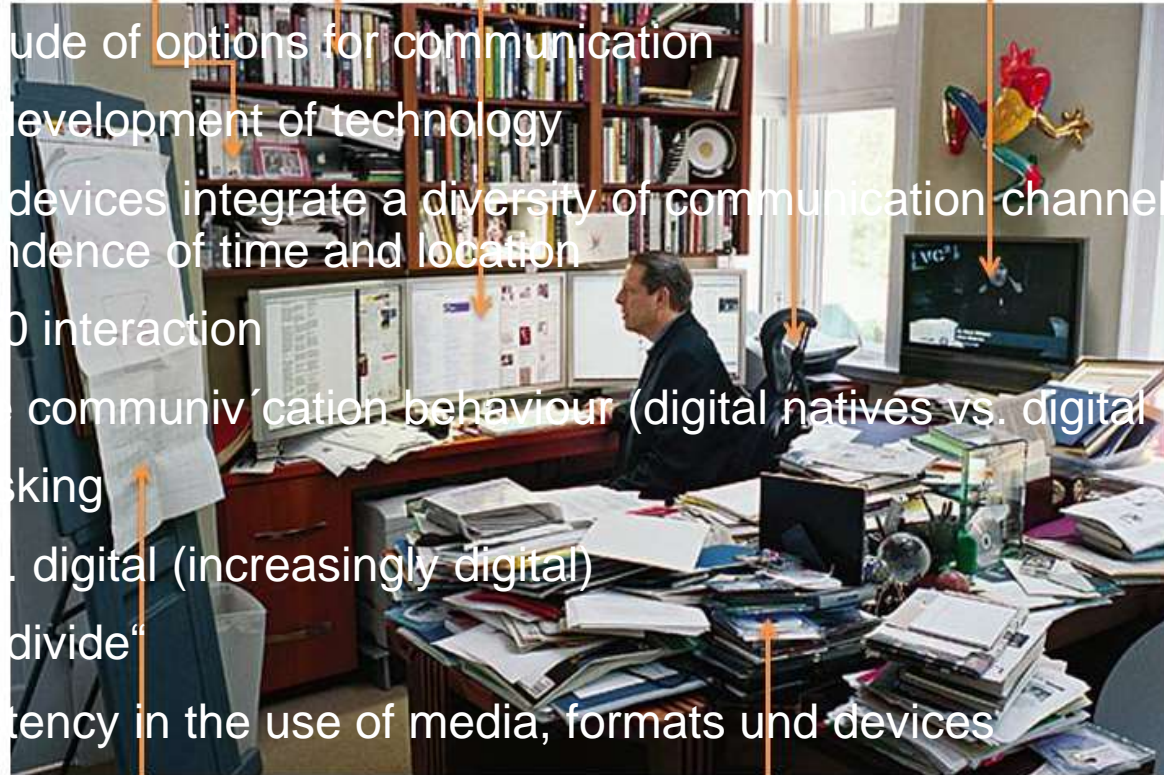 ude of options for communication
development of technology
devices integrate a diversity of communication channel
ndence of time and location
0 interaction
e communiv´cation behaviour (digital natives vs. digital
sking
. digital (increasingly digital)
divide“
tency in the use of media, formats und devices